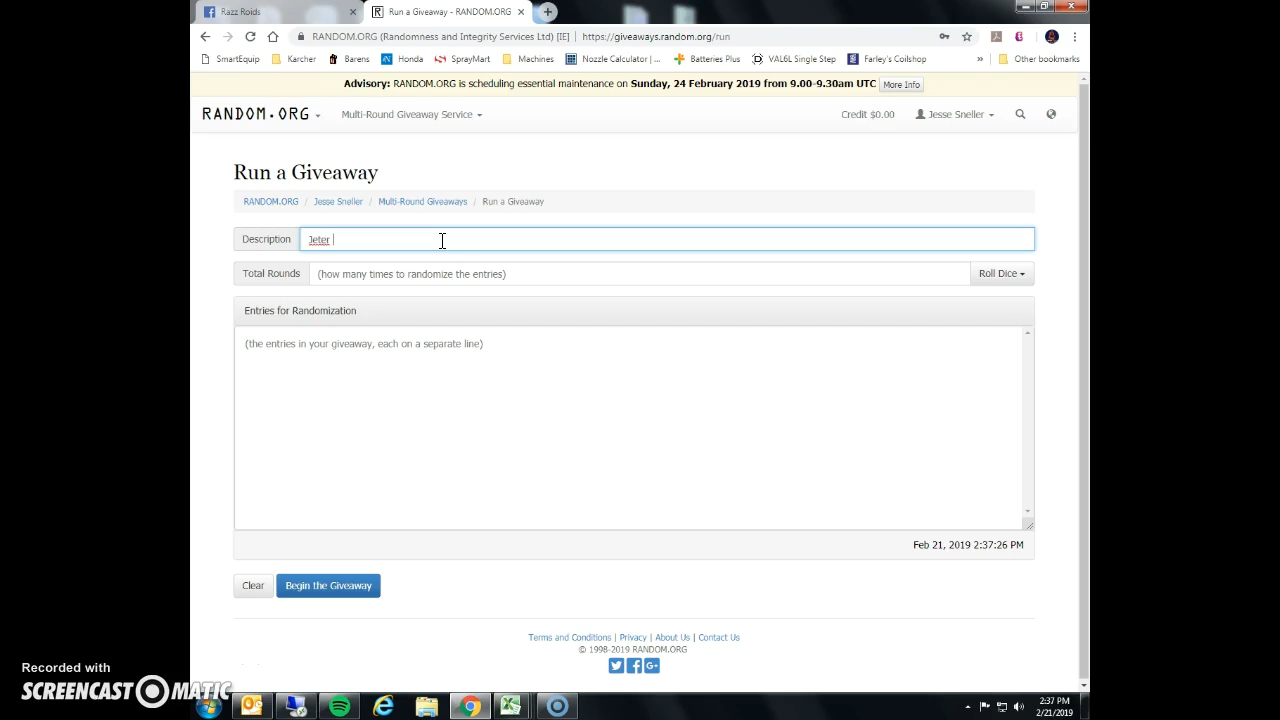 Razz Roids
Run a Giveaway - RANDOM.ORG
RANDOM.ORG (Randomness and Integrity Services Ltd) [IE] | https://giveaways.random.org/run
SmartEquip Karcher Barens Honda SprayMart Machines Nozzle Calculator |... Batteries Plus VAL6L Single Step Farley's Coilshop » Other bookmarks
Advisory: RANDOM.ORG is scheduling essential maintenance on Sunday, 24 February 2019 from 9.00-9.30am UTC More Info
RANDOM.ORG Multi-Round Giveaway Service Credit $0.00 Jesse Sneller
Run a Giveaway
RANDOM.ORG / Jesse Sneller / Multi-Round Giveaways / Run a Giveaway
Description Jeter
Total Rounds (how many times to randomize the entries) Roll Dice
Entries for Randomization
(the entries in your giveaway, each on a separate line)
Feb 21, 2019 2:37:26 PM
Clear Begin the Giveaway
Terms and Conditions | Privacy | About Us | Contact Us
© 1998-2019 RANDOM.ORG
Recorded with
SCREENCAST-O-MATIC
2:37 PM
2/21/2019